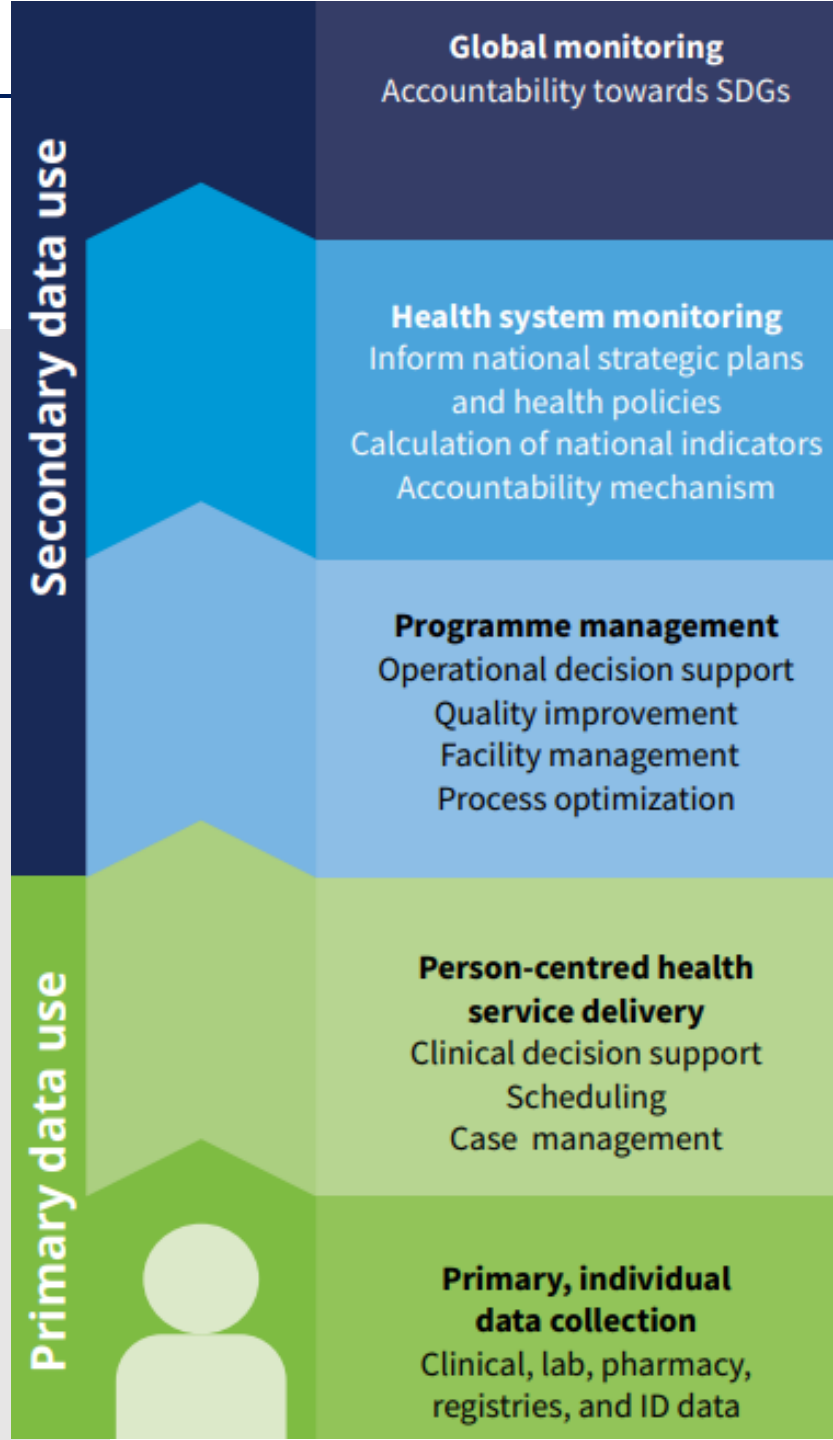 Secondary data use
Global monitoring
Accountability towards SDGs
Health system monitoring
Inform national strategic plans
and health policies
Calculation of national indicators
Accountability mechanism
Programme management
Operational decision support
Quality improvement
Facility management
Process optimization
Primary data use
Person-centred health
service delivery
Clinical decision support
Scheduling
Case management
Primary, individual
data collection
Clinical, lab, pharmacy,
registries, and ID data